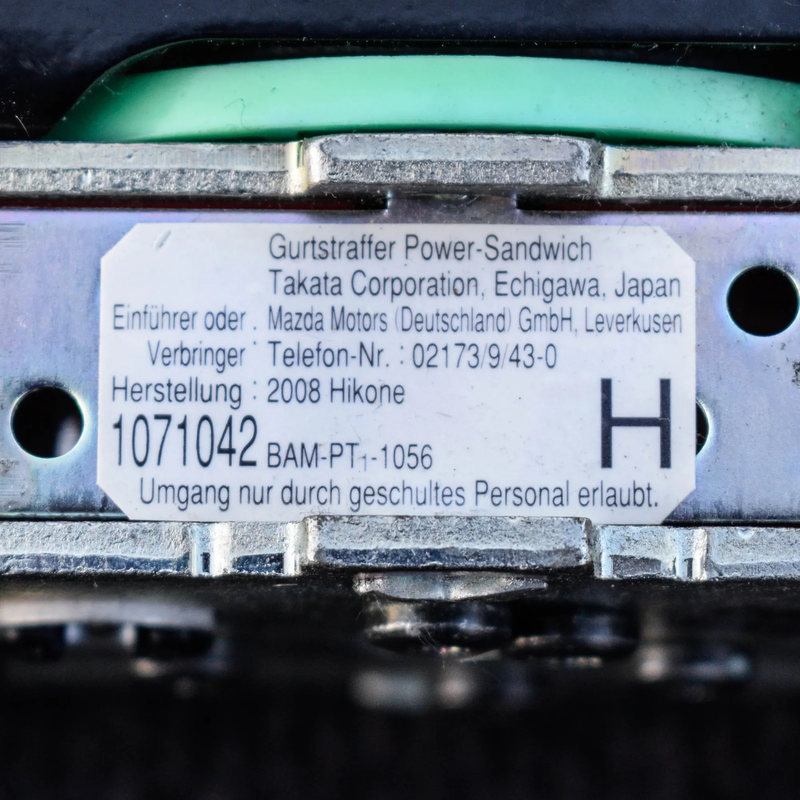 Gurtstraffer Power-Sandwich
Takata Corporation, Echigawa, Japan
Einführer oder . Mazda Motors (Deutschland) GmbH, Leverkusen
Verbringer : Telefon-Nr. : 02173/9/43-0
Herstellung : 2008 Hikone
1071042 BAM-PT₁-1056
H
Umgang nur durch geschultes Personal erlaubt.